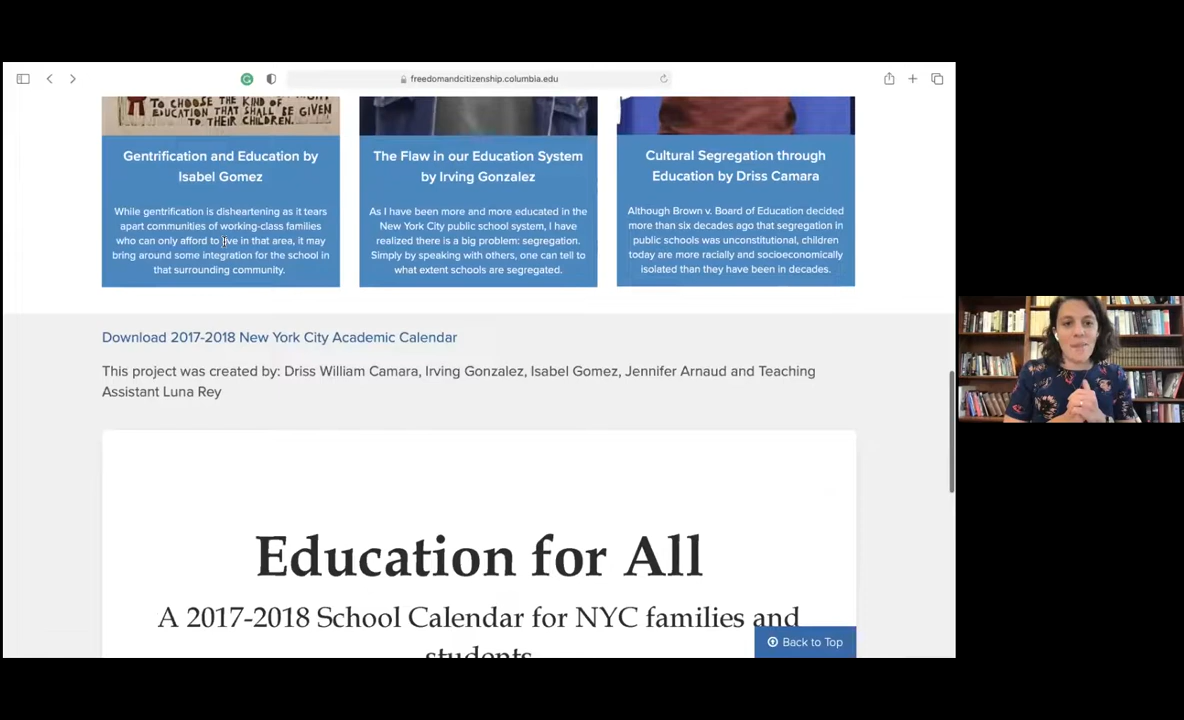 freedomandcitizenship.columbia.edu
TO CHOOSE THE KIND OF
EDUCATION THAT SHALL BE GIVEN
TO THEIR CHILDREN.
Gentrification and Education by
Isabel Gomez
While gentrification is disheartening as it tears
apart communities of working-class families
who can only afford to live in that area, it may
bring around some integration for the school in
that surrounding community.
The Flaw in our Education System
by Irving Gonzalez
As I have been more and more educated in the
New York City public school system, I have
realized there is a big problem: segregation.
Simply by speaking with others, one can tell to
what extent schools are segregated.
Cultural Segregation through
Education by Driss Camara
Although Brown v. Board of Education decided
more than six decades ago that segregation in
public schools was unconstitutional, children
today are more racially and socioeconomically
isolated than they have been in decades.
Download 2017-2018 New York City Academic Calendar
This project was created by: Driss William Camara, Irving Gonzalez, Isabel Gomez, Jennifer Arnaud and Teaching
Assistant Luna Rey
Education for All
A 2017-2018 School Calendar for NYC families and
students
Back to Top